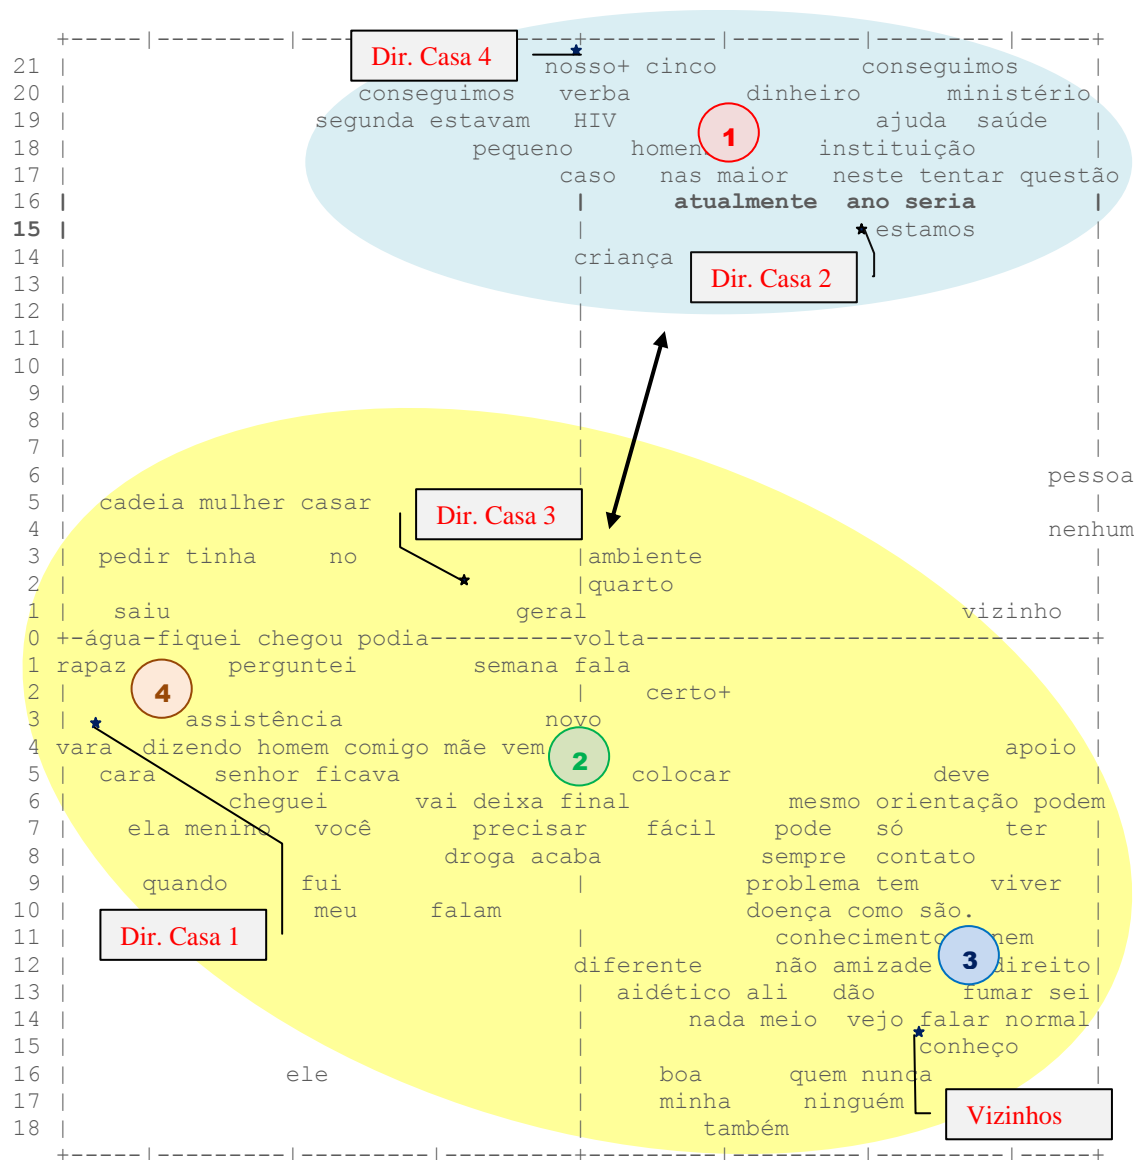 +-----|---------|---------+---------|---------|---------|-----+
Dir. Casa 4
21 | nosso+ cinco conseguimos |
20 | conseguimos verba dinheiro ministério|
19 | segunda estavam HIV ajuda saúde |
1
18 | pequeno homen instituição |
17 | caso nas maior neste tentar questão
16 | | atualmente ano seria |
15 | | estamos |
14 | criança |
Dir. Casa 2
13 | | |
12 | | |
11 | | |
10 | | |
9 | | |
8 | | |
7 | | |
6 | | pessoa
5 | cadeia mulher casar | |
Dir. Casa 3
4 | | nenhum
3 | pedir tinha no |ambiente |
2 | |quarto |
1 | saiu geral vizinho |
0 +-água-fiquei chegou podia----------volta-------------------------------+
1 rapaz perguntei semana fala |
2 | | certo+ |
4
3 | assistência novo |
4 vara dizendo homem comigo mãe vem apoio |
2
5 | cara senhor ficava colocar deve |
6 | cheguei vai deixa final mesmo orientação podem
7 | ela menino você precisar fácil pode só ter |
8 | droga acaba sempre contato |
9 | quando fui | problema tem viver |
10 | meu falam doença como são. |
Dir. Casa 1
11 | | conhecimento nem |
3
12 | diferente não amizade direito|
13 | | aidético ali dão fumar sei|
14 | | nada meio vejo falar normal|
15 | | conheço |
16 | ele | boa quem nunca |
17 | | minha ninguém |
Vizinhos
18 | | também |
+-----|---------|---------+---------|---------|---------|-----+